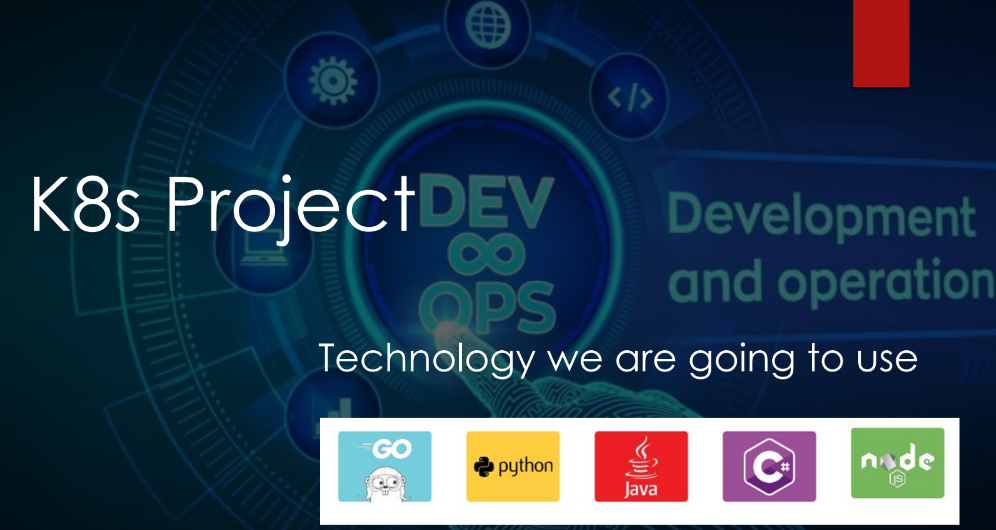 K8s Project
DEV
OPS
Development
and operation
</>
Technology we are going to use
GO
python
Java
C#
node
JS